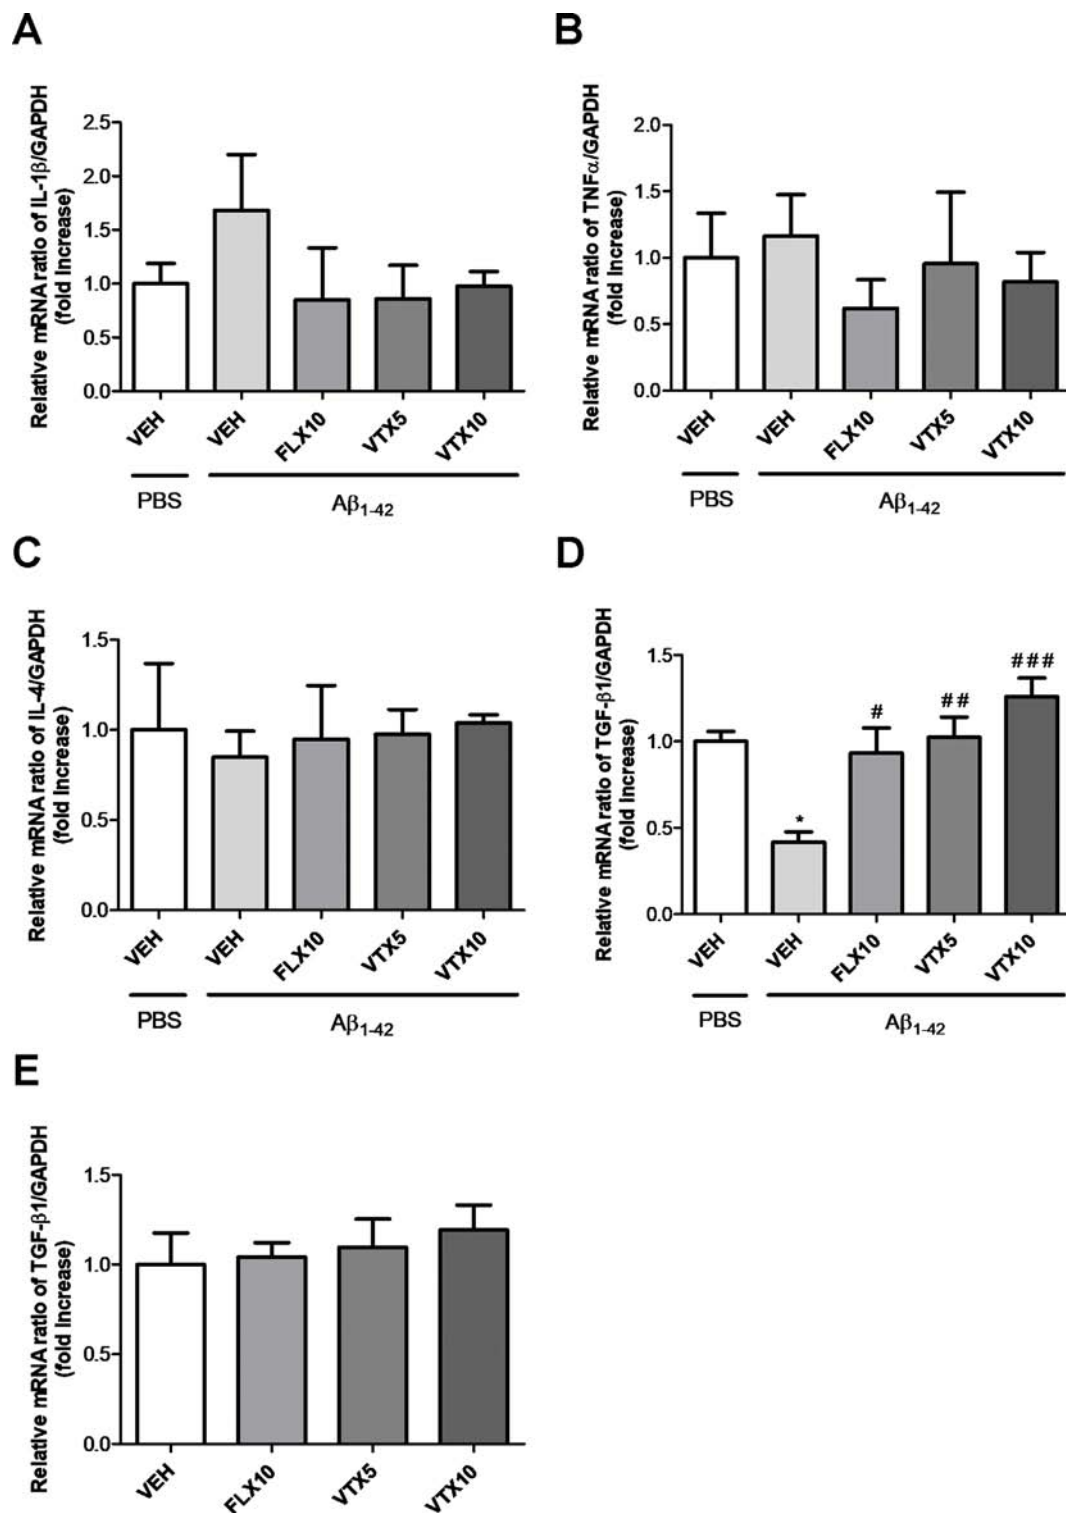 A
Relative mRNA ratio of IL-1β/GAPDH
(fold Increase)
2.5
2.0
1.5
1.0
0.5
0.0
VEH
VEH
FLX10
VTX5
VTX10
PBS
Aβ1-42
B
Relative mRNA ratio of TNFα/GAPDH
(fold Increase)
2.0
1.5
1.0
0.5
0.0
VEH
VEH
FLX10
VTX5
VTX10
PBS
Aβ1-42
C
Relative mRNA ratio of IL-4/GAPDH
(fold Increase)
1.5
1.0
0.5
0.0
VEH
VEH
FLX10
VTX5
VTX10
PBS
Aβ1-42
D
Relative mRNA ratio of TGF-β1/GAPDH
(fold Increase)
1.5
1.0
0.5
0.0
*
#
##
###
VEH
VEH
FLX10
VTX5
VTX10
PBS
Aβ1-42
E
Relative mRNA ratio of TGF-β1/GAPDH
(fold Increase)
1.5
1.0
0.5
0.0
VEH
FLX10
VTX5
VTX10